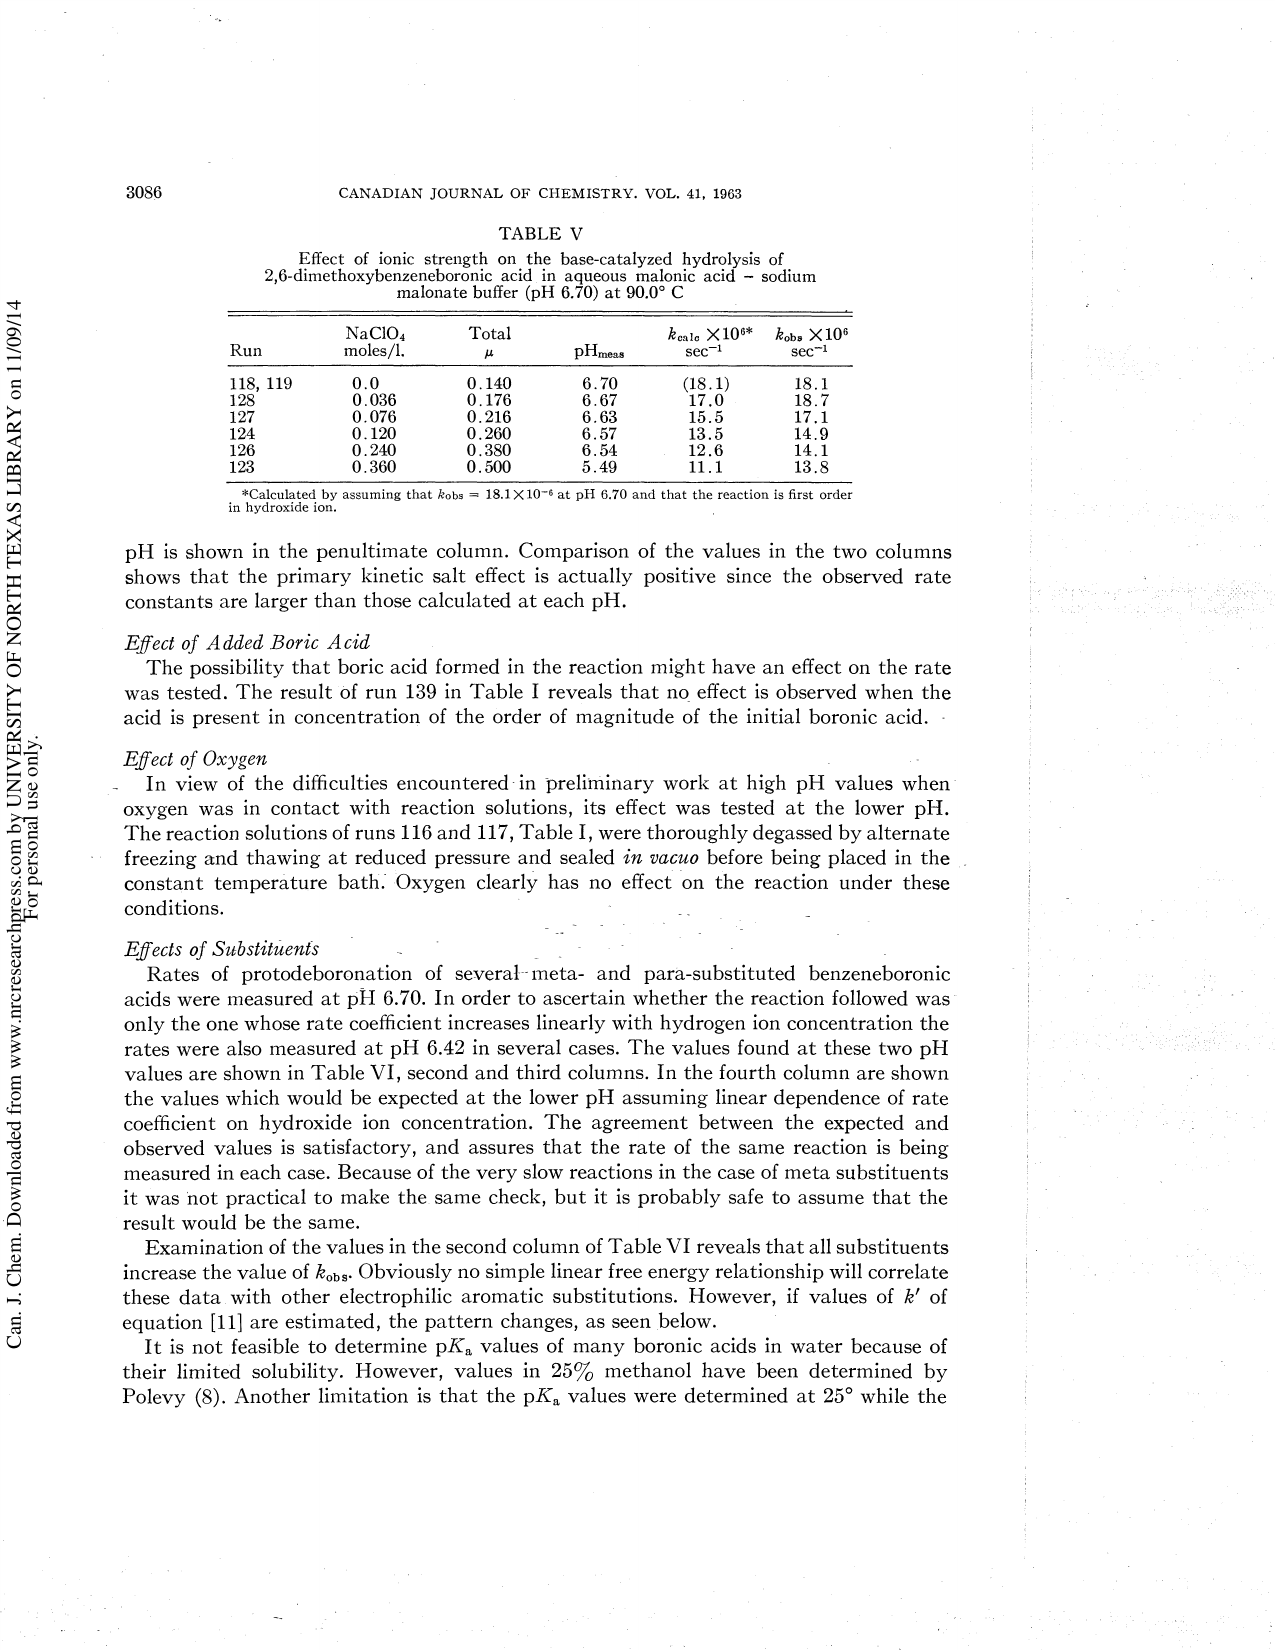 3086
CANADIAN JOURNAL OF CHEMISTRY. VOL. 41, 1963
TABLE V
Effect of ionic strength on the base-catalyzed hydrolysis of
2,6-dimethoxybenzeneboronic acid in aqueous malonic acid – sodium
malonate buffer (pH 6.70) at 90.0° C
Run NaClO4 moles/l. Total μ pHmeas kcalc ×10⁶* sec⁻¹ kobs ×10⁶ sec⁻¹
118, 119 0.0 0.140 6.70 (18.1) 18.1
128 0.036 0.176 6.67 17.0 18.7
127 0.076 0.216 6.63 15.5 17.1
124 0.120 0.260 6.57 13.5 14.9
126 0.240 0.380 6.54 12.6 14.1
123 0.360 0.500 5.49 11.1 13.8
*Calculated by assuming that kobs = 18.1×10⁻⁶ at pH 6.70 and that the reaction is first order
in hydroxide ion.
pH is shown in the penultimate column. Comparison of the values in the two columns
shows that the primary kinetic salt effect is actually positive since the observed rate
constants are larger than those calculated at each pH.
Effect of Added Boric Acid
The possibility that boric acid formed in the reaction might have an effect on the rate
was tested. The result of run 139 in Table I reveals that no effect is observed when the
acid is present in concentration of the order of magnitude of the initial boronic acid.
Effect of Oxygen
In view of the difficulties encountered in preliminary work at high pH values when
oxygen was in contact with reaction solutions, its effect was tested at the lower pH.
The reaction solutions of runs 116 and 117, Table I, were thoroughly degassed by alternate
freezing and thawing at reduced pressure and sealed in vacuo before being placed in the
constant temperature bath. Oxygen clearly has no effect on the reaction under these
conditions.
Effects of Substituents
Rates of protodeboronation of several meta- and para-substituted benzeneboronic
acids were measured at pH 6.70. In order to ascertain whether the reaction followed was
only the one whose rate coefficient increases linearly with hydrogen ion concentration the
rates were also measured at pH 6.42 in several cases. The values found at these two pH
values are shown in Table VI, second and third columns. In the fourth column are shown
the values which would be expected at the lower pH assuming linear dependence of rate
coefficient on hydroxide ion concentration. The agreement between the expected and
observed values is satisfactory, and assures that the rate of the same reaction is being
measured in each case. Because of the very slow reactions in the case of meta substituents
it was not practical to make the same check, but it is probably safe to assume that the
result would be the same.
Examination of the values in the second column of Table VI reveals that all substituents
increase the value of kobs. Obviously no simple linear free energy relationship will correlate
these data with other electrophilic aromatic substitutions. However, if values of k′ of
equation [11] are estimated, the pattern changes, as seen below.
It is not feasible to determine pKa values of many boronic acids in water because of
their limited solubility. However, values in 25% methanol have been determined by
Polevy (8). Another limitation is that the pKa values were determined at 25° while the
Can. J. Chem. Downloaded from www.nrcresearchpress.com by UNIVERSITY OF NORTH TEXAS LIBRARY on 11/09/14
For personal use only.